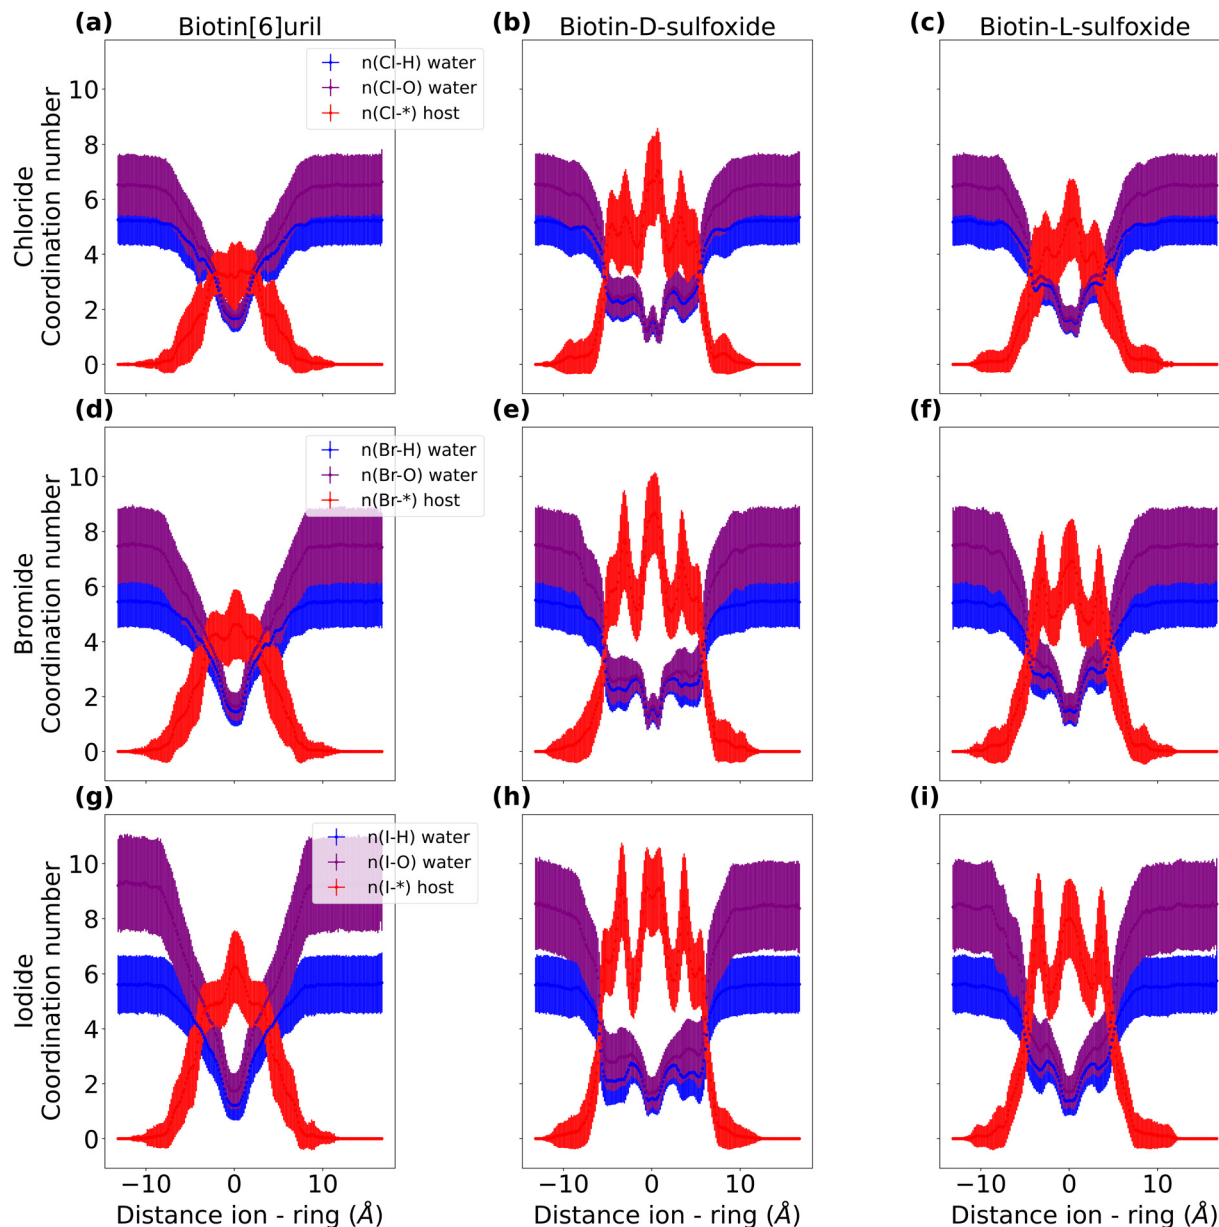 (a) Biotin[6]uril
(b) Biotin-D-sulfoxide
(c) Biotin-L-sulfoxide
n(Cl-H) water
n(Cl-O) water
n(Cl-*) host
Chloride
Coordination number
10
8
6
4
2
0
(d)
(e)
(f)
n(Br-H) water
n(Br-O) water
n(Br-*) host
Bromide
Coordination number
10
8
6
4
2
0
(g)
(h)
(i)
n(I-H) water
n(I-O) water
n(I-*) host
Iodide
Coordination number
10
8
6
4
2
0
−10 0 10
−10 0 10
−10 0 10
Distance ion - ring (Å)
Distance ion - ring (Å)
Distance ion - ring (Å)